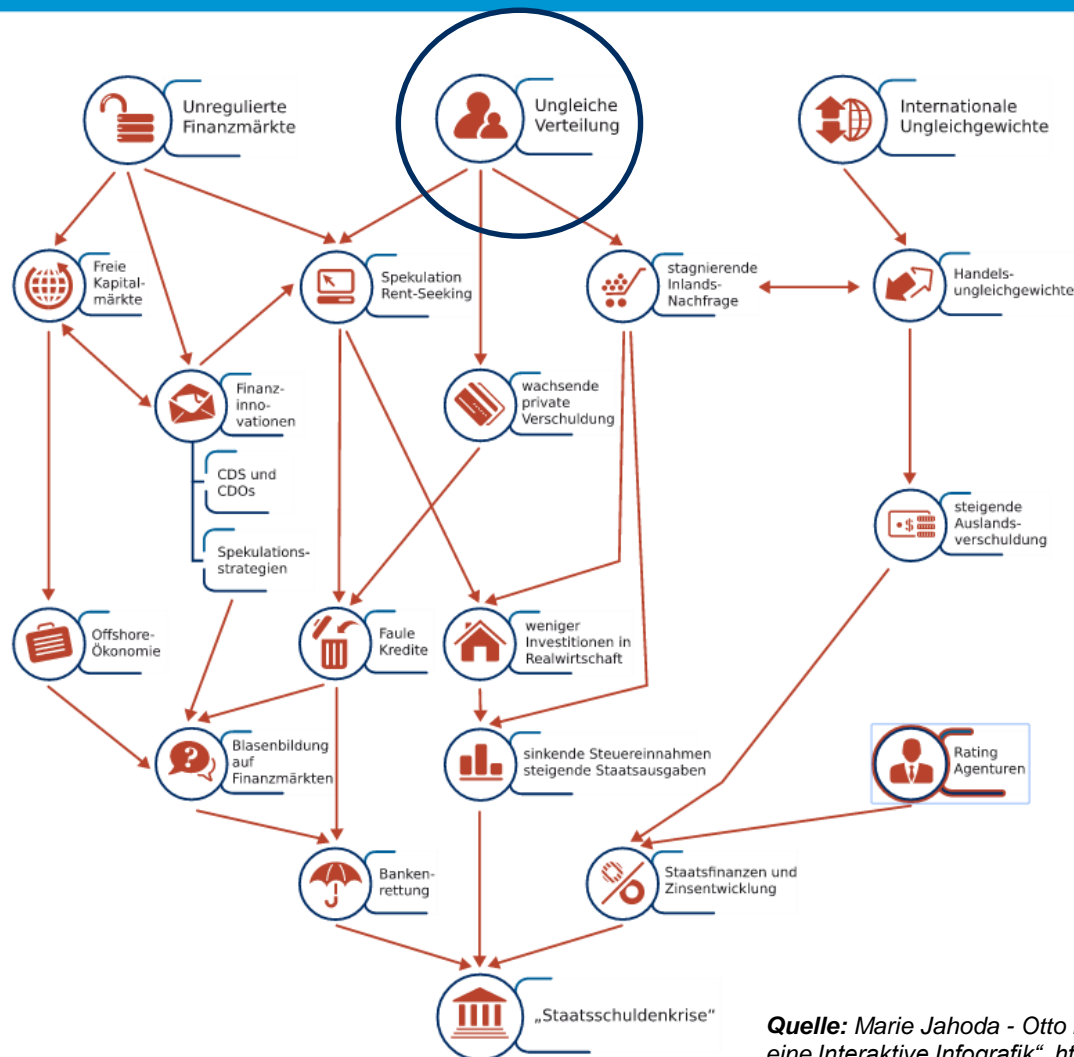 Unregulierte
Finanzmärkte
Ungleiche
Verteilung
Internationale
Ungleichgewichte
Freie
Kapital-
märkte
Spekulation
Rent-Seeking
stagnierende
Inlands-
Nachfrage
Handels-
ungleichgewichte
Finanz-
inno-
vationen
wachsende
private
Verschuldung
CDS und
CDOs
Spekulations-
strategien
steigende
Auslands-
verschuldung
Offshore-
Ökonomie
Faule
Kredite
weniger
Investitionen in
Realwirtschaft
Blasenbildung
auf
Finanzmärkten
sinkende Steuereinnahmen
steigende Staatsausgaben
Rating
Agenturen
Banken-
rettung
Staatsfinanzen und
Zinsentwicklung
„Staatsschuldenkrise“
Quelle: Marie Jahoda - Otto
eine Interaktive Infografik“,